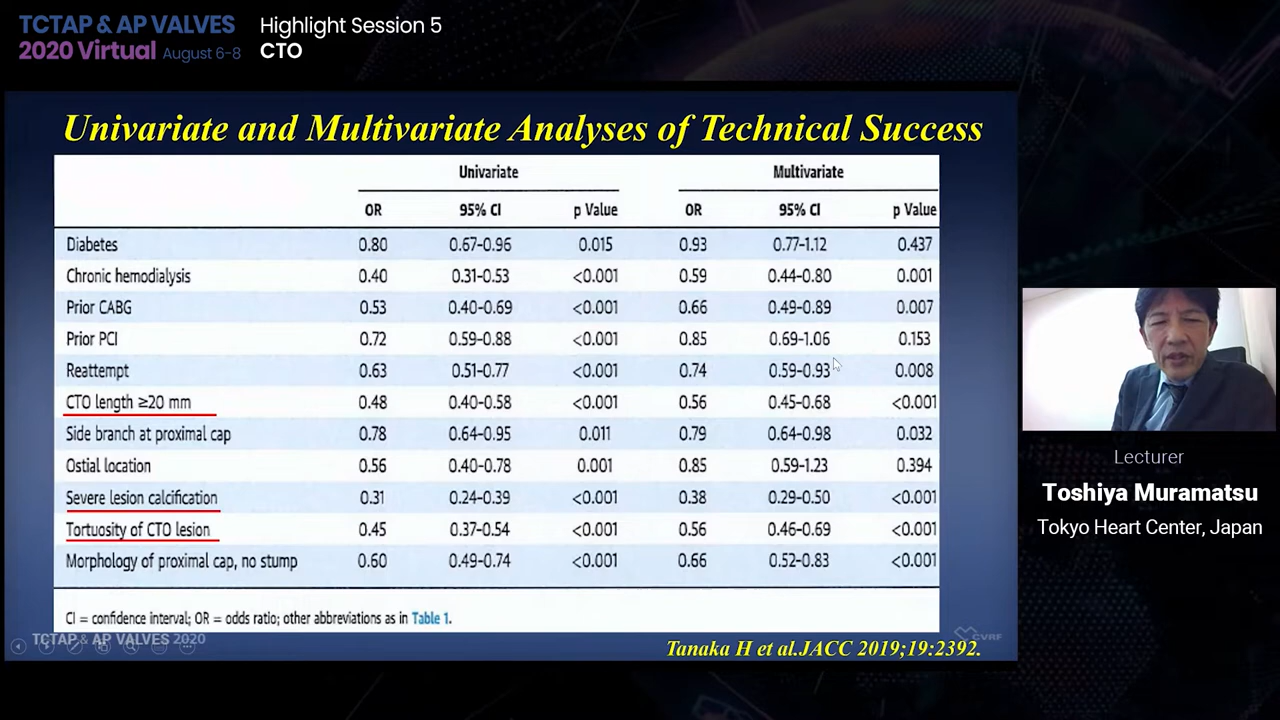 TCTAP & AP VALVES
2020 Virtual August 6-8
Highlight Session 5
CTO
Univariate and Multivariate Analyses of Technical Success
Univariate Multivariate
OR 95% CI p Value OR 95% CI p Value
Diabetes 0.80 0.67-0.96 0.015 0.93 0.77-1.12 0.437
Chronic hemodialysis 0.40 0.31-0.53 <0.001 0.59 0.44-0.80 0.001
Prior CABG 0.53 0.40-0.69 <0.001 0.66 0.49-0.89 0.007
Prior PCI 0.72 0.59-0.88 <0.001 0.85 0.69-1.06 0.153
Reattempt 0.63 0.51-0.77 <0.001 0.74 0.59-0.93 0.008
CTO length ≥20 mm 0.48 0.40-0.58 <0.001 0.56 0.45-0.68 <0.001
Side branch at proximal cap 0.78 0.64-0.95 0.011 0.79 0.64-0.98 0.032
Ostial location 0.56 0.40-0.78 0.001 0.85 0.59-1.23 0.394
Severe lesion calcification 0.31 0.24-0.39 <0.001 0.38 0.29-0.50 <0.001
Tortuosity of CTO lesion 0.45 0.37-0.54 <0.001 0.56 0.46-0.69 <0.001
Morphology of proximal cap, no stump 0.60 0.49-0.74 <0.001 0.66 0.52-0.83 <0.001
CI = confidence interval; OR = odds ratio; other abbreviations as in Table 1.
TCTAP & AP VALVES 2020
CVRF
Tanaka H et al.JACC 2019;19:2392.
Lecturer
Toshiya Muramatsu
Tokyo Heart Center, Japan